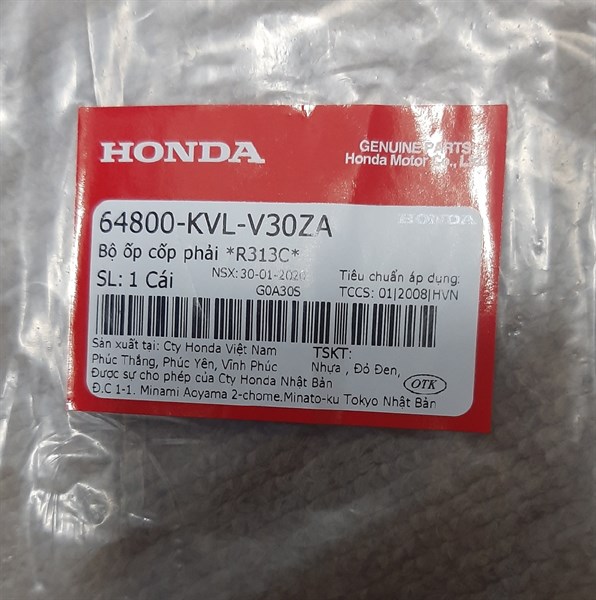 HONDA
GENUINE PARTS
Honda Motor Co., Ltd.
64800-KVL-V30ZA
HONDA
Bộ ốp cốp phải *R313C*
SL: 1 Cái
NSX: 30-01-2020
G0A30S
Tiêu chuẩn áp dụng:
TCCS: 01|2008|HVN
Sản xuất tại: Cty Honda Việt Nam
Phúc Thắng, Phúc Yên, Vĩnh Phúc
TSKT:
Nhựa , Đỏ Đen,
Được sự cho phép của Cty Honda Nhật Bản
Đ.C 1-1. Minami Aoyama 2-chome.Minato-ku Tokyo Nhật Bản
OTK